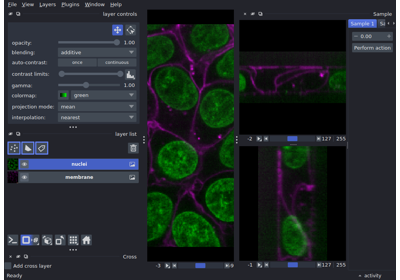 File View Layers Plugins Window Help
layer controls
opacity: 1.00
blending: additive
auto-contrast: once continuous
contrast limits:
gamma: 1.00
colormap: green
projection mode: mean
interpolation: nearest
layer list
nuclei
membrane
Cross
Add cross layer
Ready
Sample
Sample 1
0.00
Perform action
-2 127 255
-1 127 255
activity